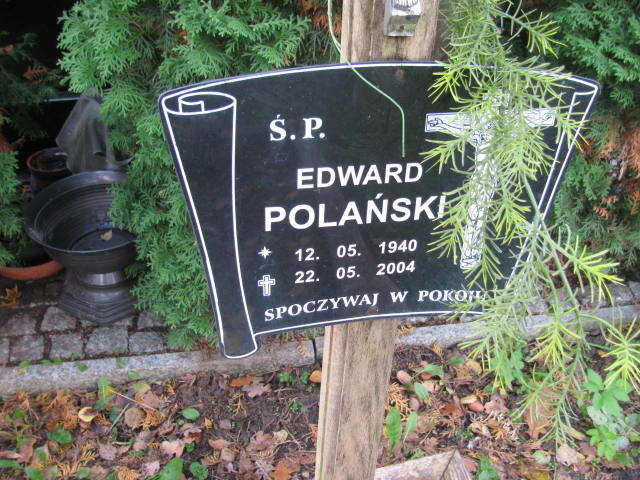 Ś.P.
EDWARD
POLAŃSKI
12. 05. 1940
22. 05. 2004
SPOCZYWAJ W POKOJU